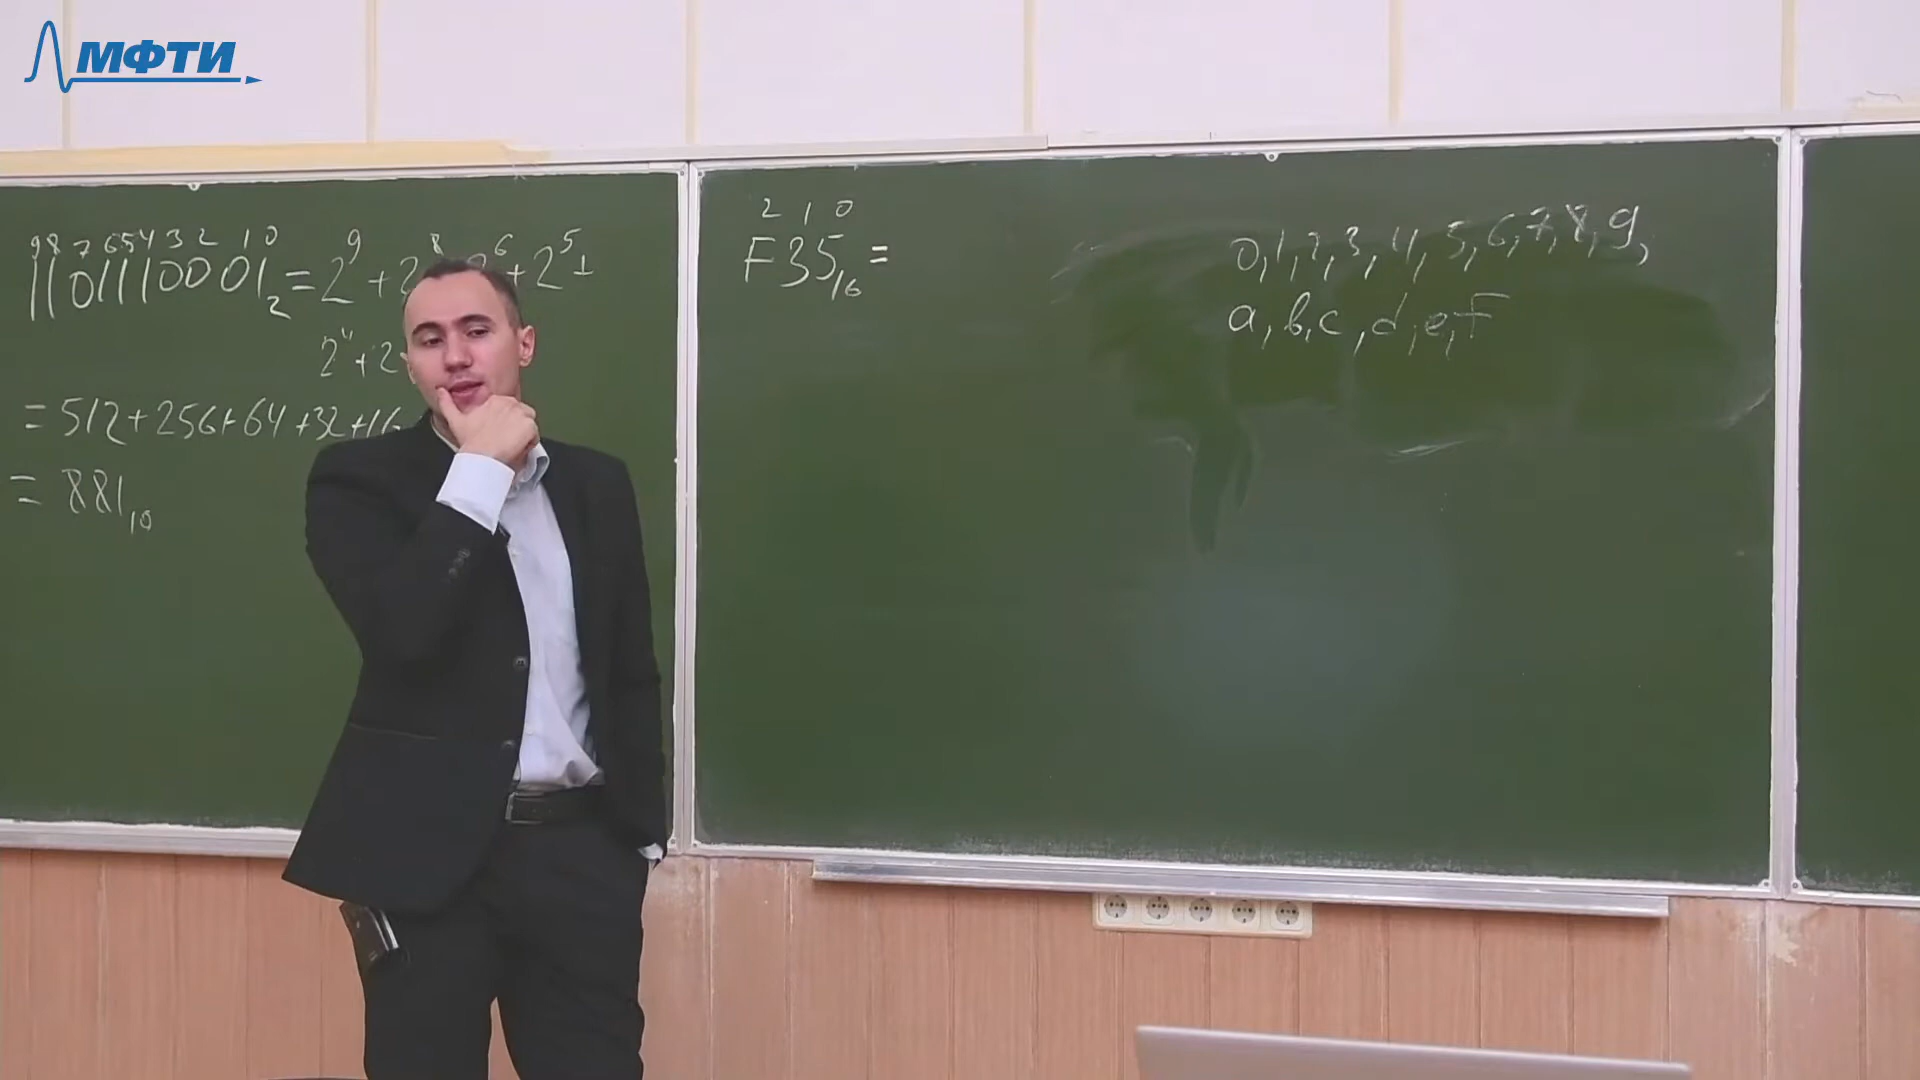 МФТИ
9 8 7 6 5 4 3 2 1 0
1101110001₂ = 2⁹ + 2⁸ 2⁶ + 2⁵ +
2⁴ + 2
= 512 + 256 + 64 + 32 + 16
= 881₁₀
2 1 0
F35₁₆ =
0, 1, 2, 3, 4, 5, 6, 7, 8, 9,
a, b, c, d, e, F